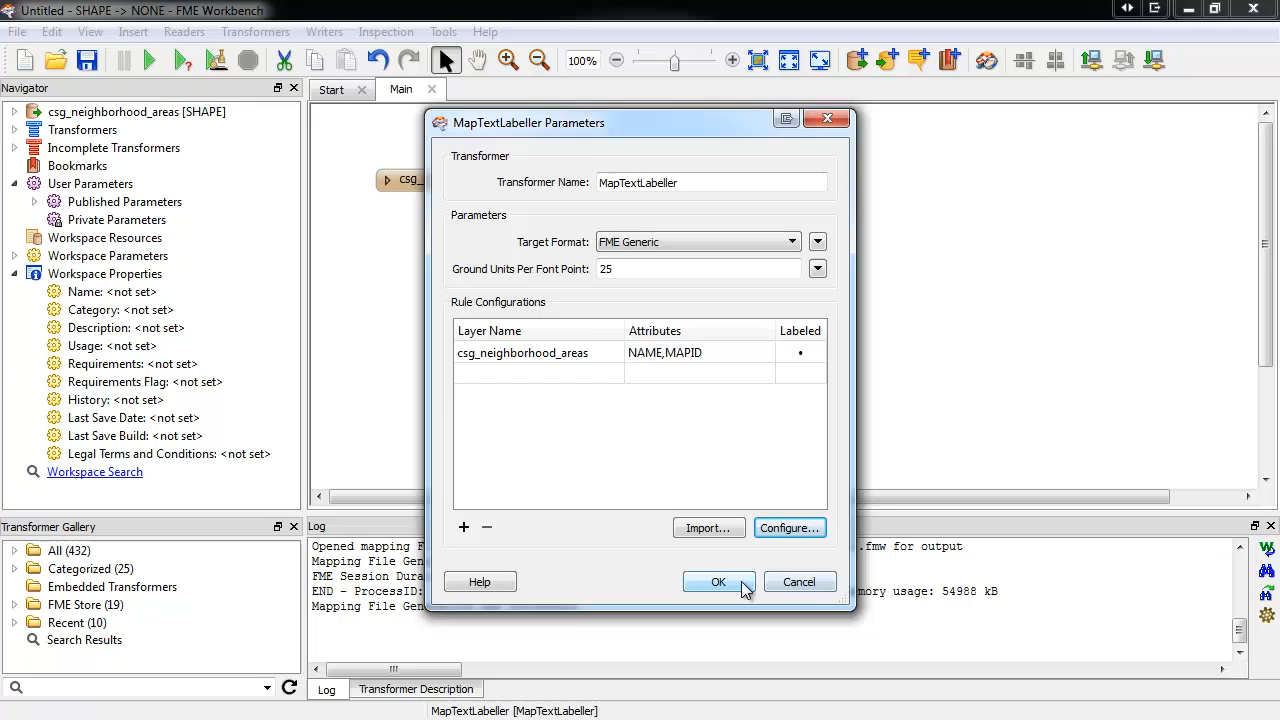 Untitled - SHAPE -> NONE - FME Workbench
File Edit View Insert Readers Transformers Writers Inspection Tools Help
100%
Navigator
csg_neighborhood_areas [SHAPE]
Transformers
Incomplete Transformers
Bookmarks
User Parameters
Published Parameters
Private Parameters
Workspace Resources
Workspace Parameters
Workspace Properties
Name: <not set>
Category: <not set>
Description: <not set>
Usage: <not set>
Requirements: <not set>
Requirements Flag: <not set>
History: <not set>
Last Save Date: <not set>
Last Save Build: <not set>
Legal Terms and Conditions: <not set>
Workspace Search
Transformer Gallery
All (432)
Categorized (25)
Embedded Transformers
FME Store (19)
Recent (10)
Search Results
Start Main
csg_
MapTextLabeller Parameters
Transformer
Transformer Name: MapTextLabeller
Parameters
Target Format: FME Generic
Ground Units Per Font Point: 25
Rule Configurations
Layer Name Attributes Labeled
csg_neighborhood_areas NAME,MAPID •
+ −
Import... Configure...
Help OK Cancel
Log
Opened mapping F .fmw for output
Mapping File Gen
FME Session Dura
END - ProcessID: mory usage: 54988 kB
Mapping File Gen
Log Transformer Description
MapTextLabeller [MapTextLabeller]